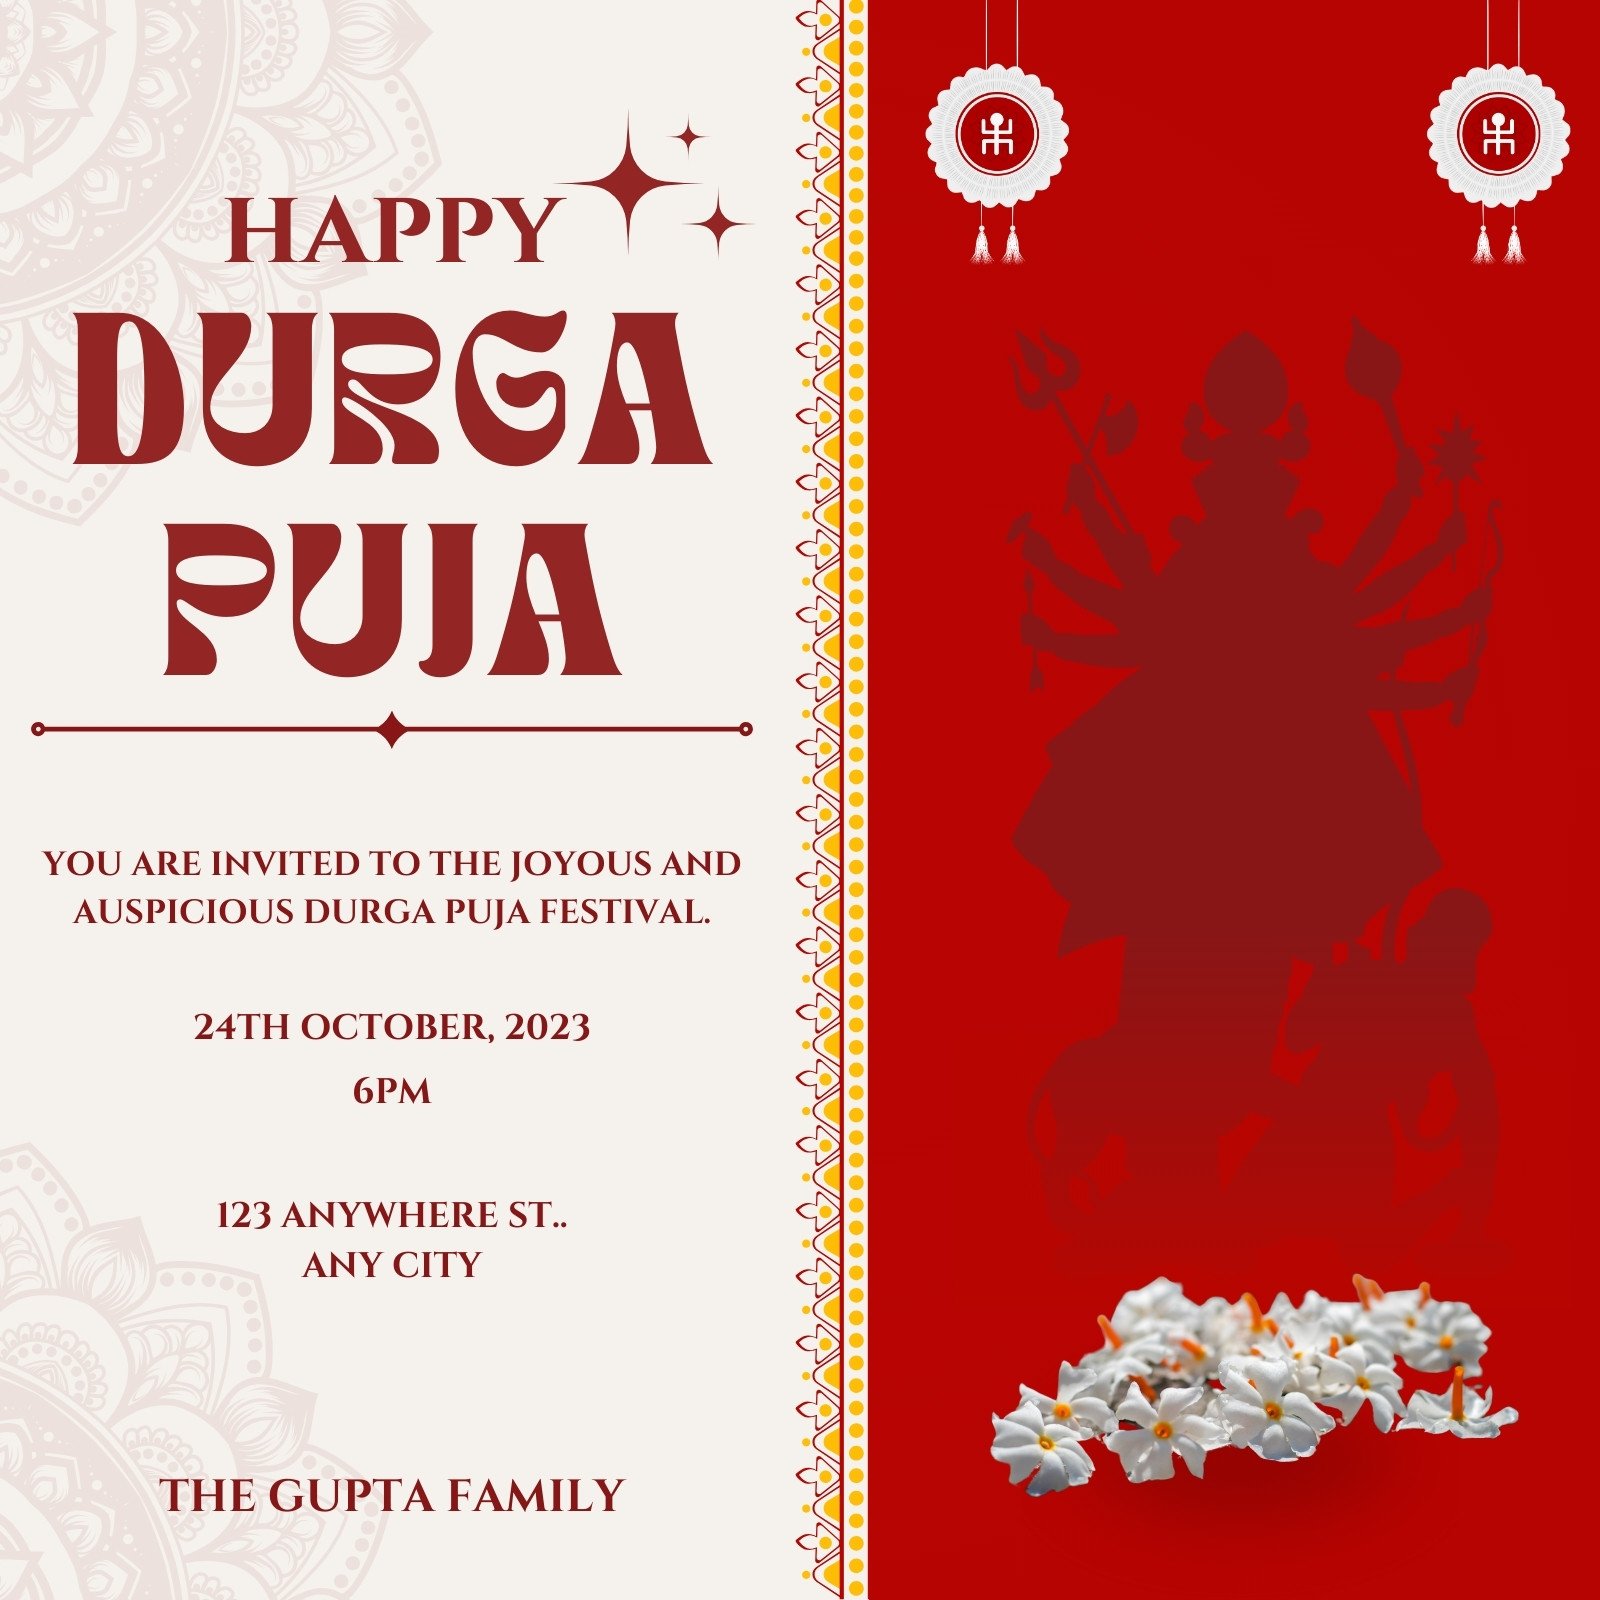 HAPPY
DURGA
PUJA
YOU ARE INVITED TO THE JOYOUS AND
AUSPICIOUS DURGA PUJA FESTIVAL.
24TH OCTOBER, 2023
6PM
123 ANYWHERE ST..
ANY CITY
THE GUPTA FAMILY